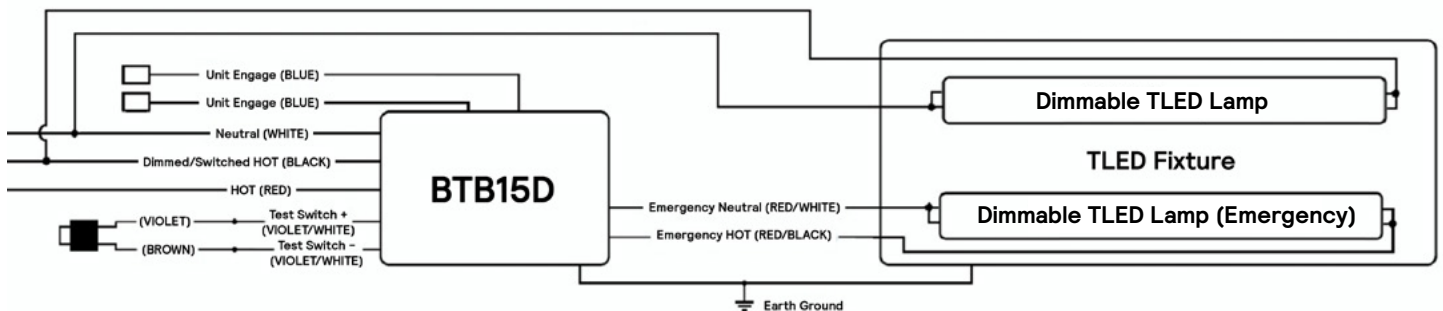 Unit Engage (BLUE)
Unit Engage (BLUE)
Neutral (WHITE)
Dimmed/Switched HOT (BLACK)
HOT (RED)
(VIOLET)
Test Switch +
(VIOLET/WHITE)
(BROWN)
Test Switch –
(VIOLET/WHITE)
BTB15D
Emergency Neutral (RED/WHITE)
Emergency HOT (RED/BLACK)
Earth Ground
Dimmable TLED Lamp
TLED Fixture
Dimmable TLED Lamp (Emergency)